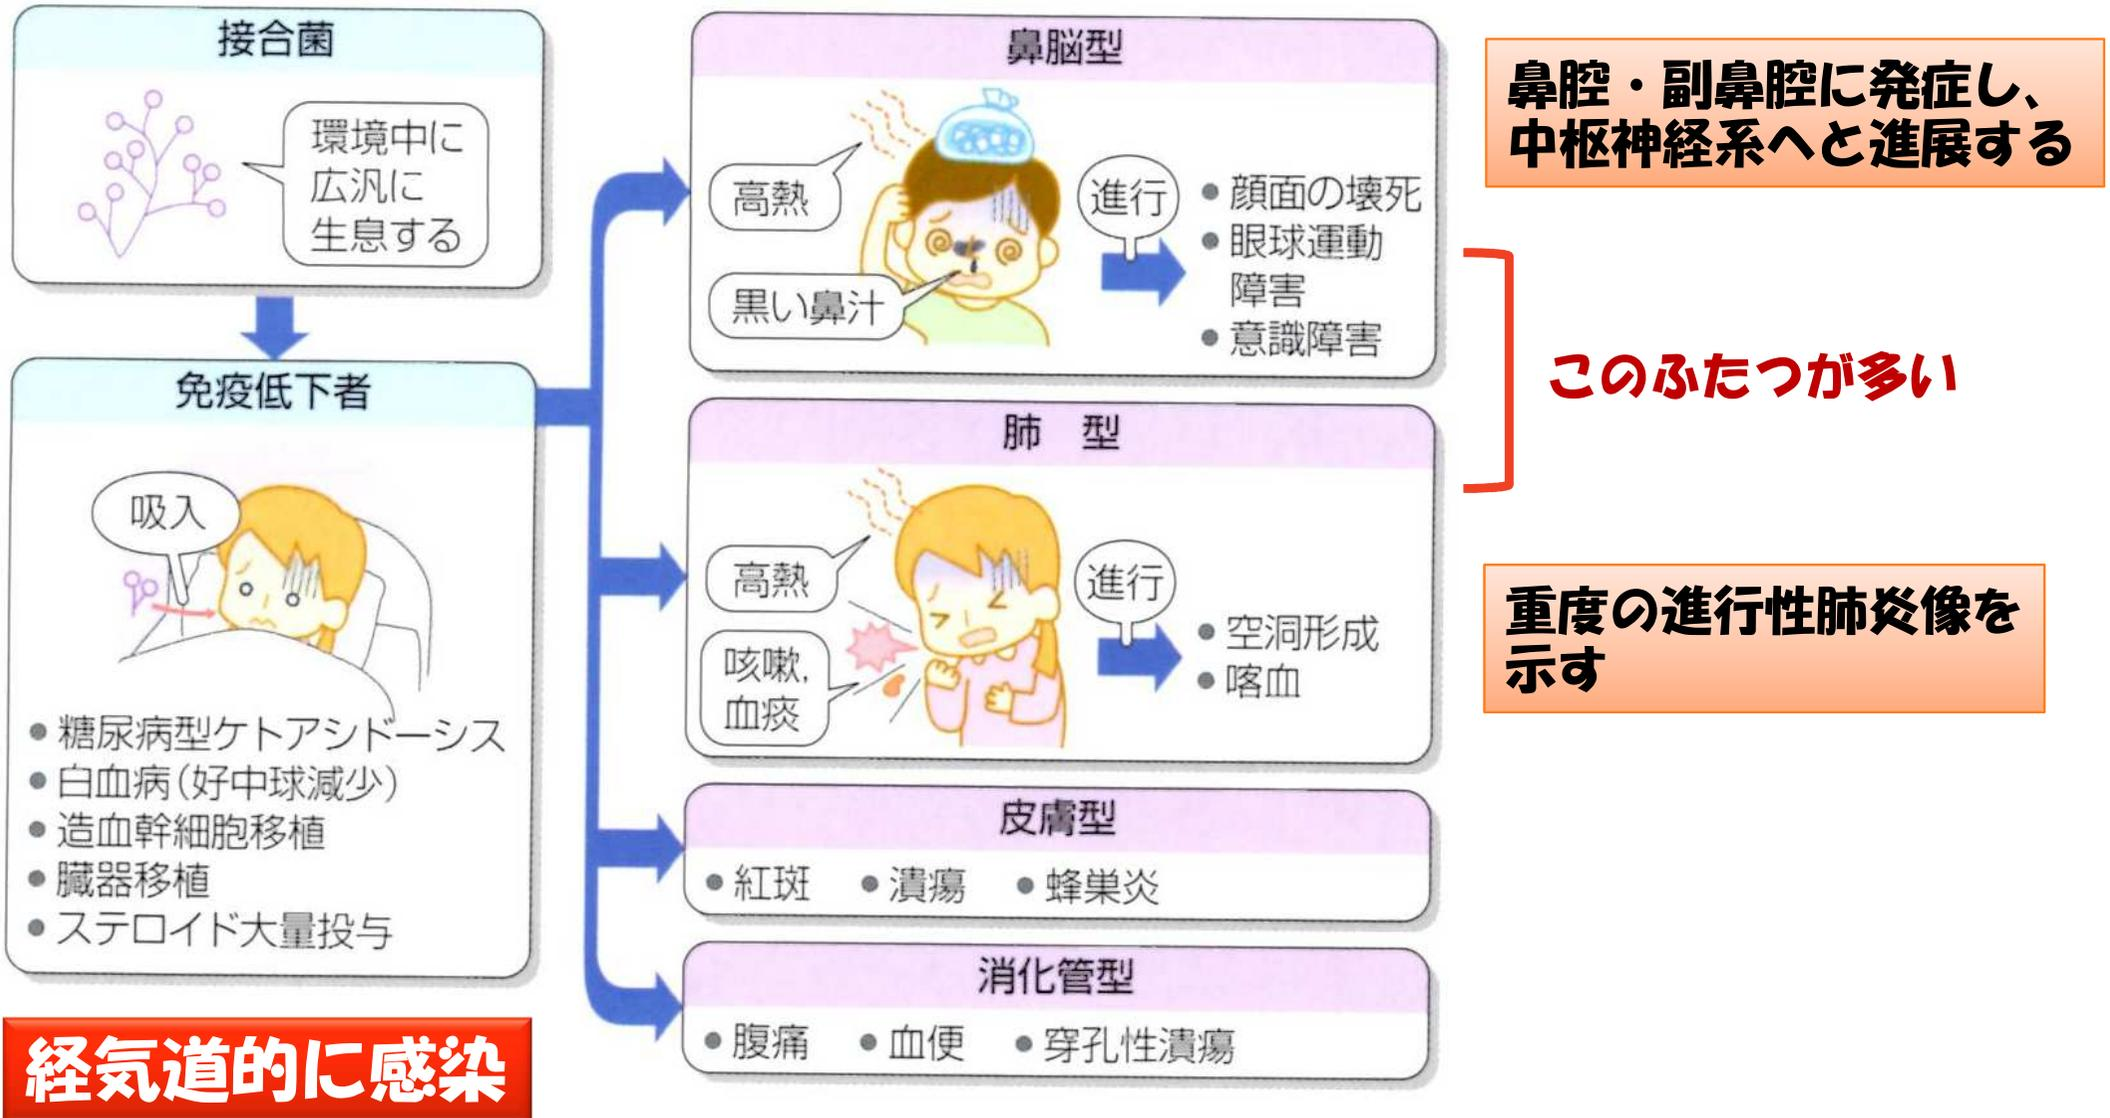 接合菌
環境中に
広汎に
生息する
免疫低下者
吸入
● 糖尿病型ケトアシドーシス
● 白血病(好中球減少)
● 造血幹細胞移植
● 臓器移植
● ステロイド大量投与
経気道的に感染
鼻脳型
高熱
黒い鼻汁
進行
● 顔面の壊死
● 眼球運動
障害
● 意識障害
鼻腔・副鼻腔に発症し、
中枢神経系へと進展する
このふたつが多い
肺 型
高熱
咳嗽,
血痰
進行
● 空洞形成
● 喀血
重度の進行性肺炎像を
示す
皮膚型
● 紅斑 ● 潰瘍 ● 蜂巣炎
消化管型
● 腹痛 ● 血便 ● 穿孔性潰瘍